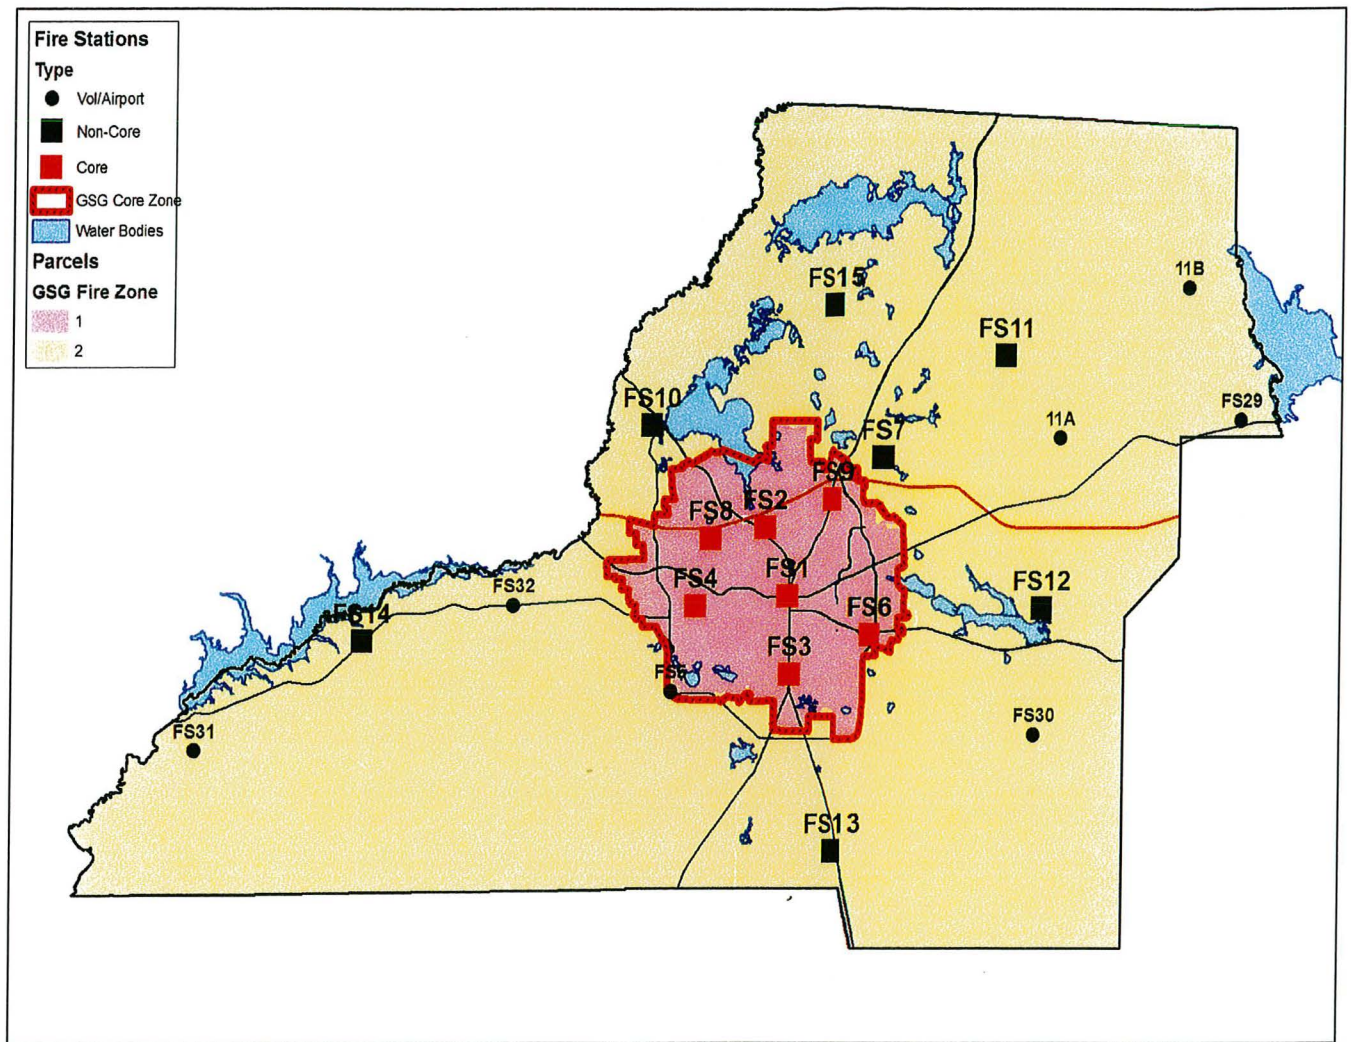 Fire Stations
Type
Vol/Airport
Non-Core
Core
GSG Core Zone
Water Bodies
Parcels
GSG Fire Zone
1
2
FS15
11B
FS11
FS10
FS29
11A
FS7
FS9
FS2
FS8
FS1
FS4
FS12
FS32
FS14
FS6
FS3
FS5
FS30
FS31
FS13